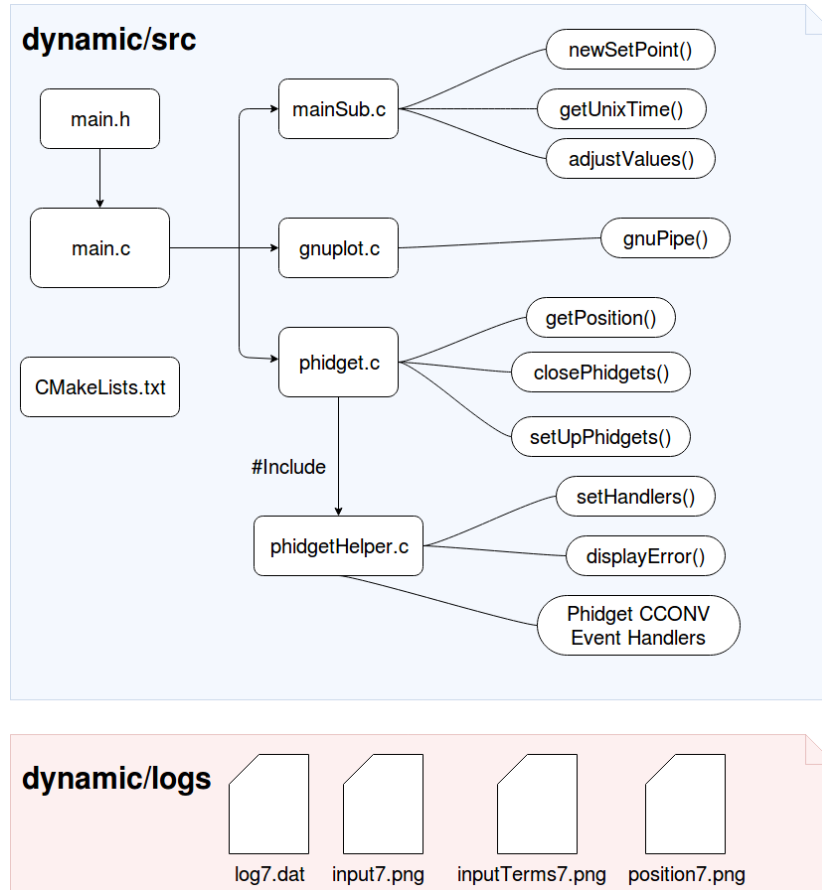 dynamic/src
newSetPoint()
main.h
mainSub.c
getUnixTime()
adjustValues()
main.c
gnuplot.c
gnuPipe()
getPosition()
CMakeLists.txt
phidget.c
closePhidgets()
setUpPhidgets()
#Include
setHandlers()
phidgetHelper.c
displayError()
Phidget CCONV
Event Handlers
dynamic/logs
log7.dat
input7.png
inputTerms7.png
position7.png